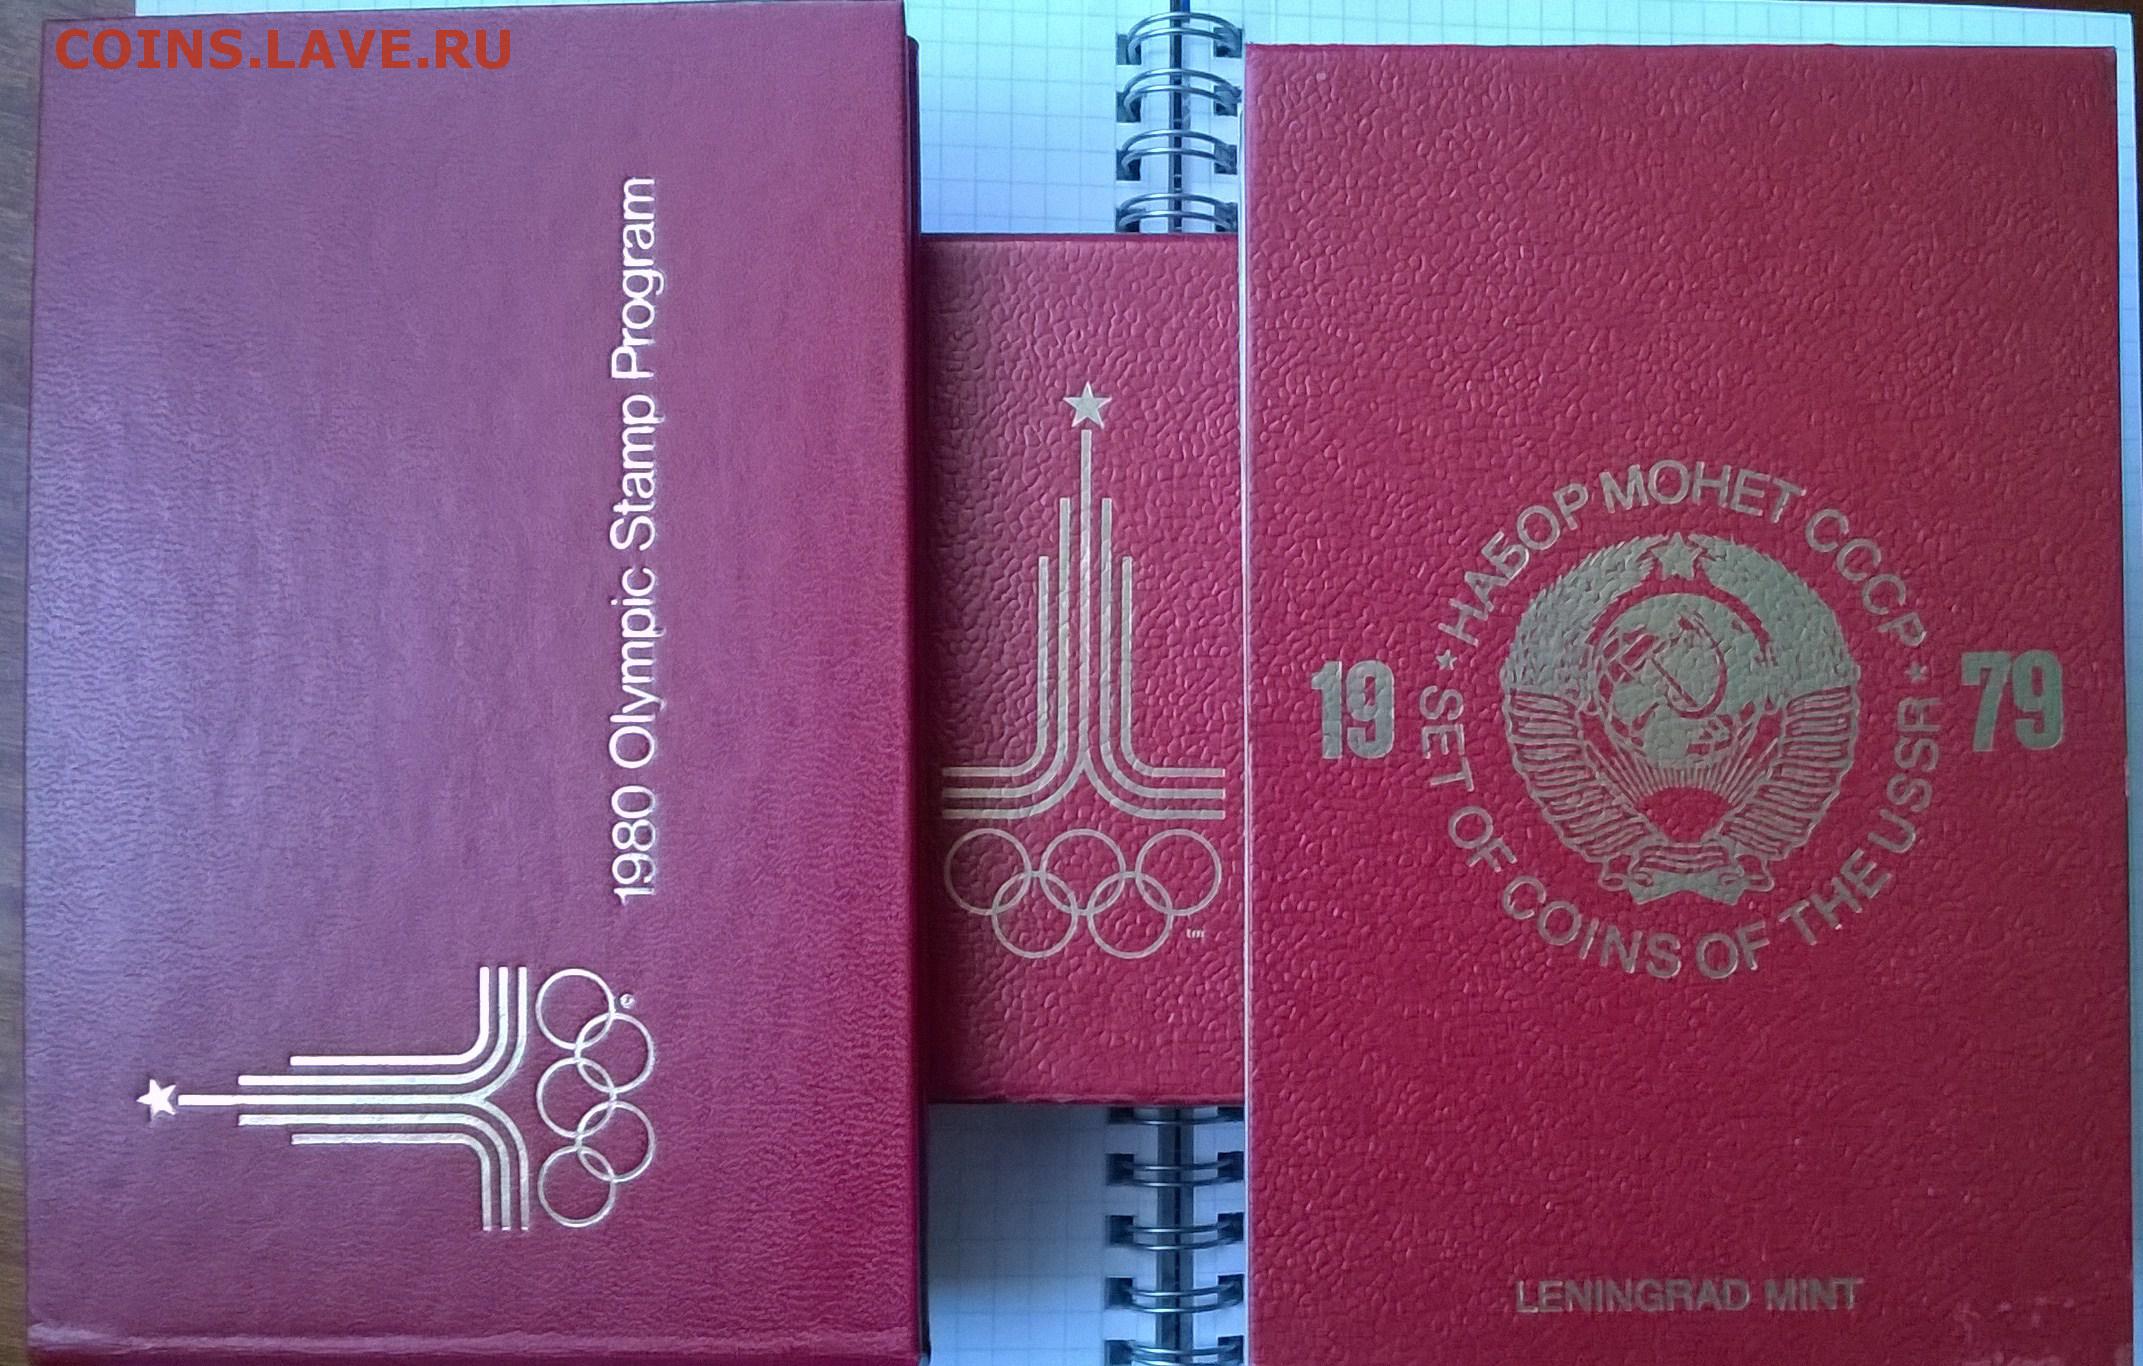 COINS.LAVE.RU
1980 Olympic Stamp Program
©
tm
19
НАБОР МОНЕТ СССР
79
SET OF COINS OF THE USSR
LENINGRAD MINT